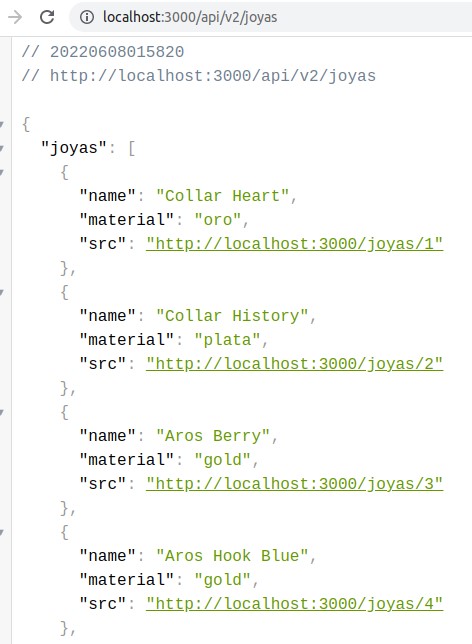 localhost:3000/api/v2/joyas
// 20220608015820
// http://localhost:3000/api/v2/joyas
{
"joyas": [
{
"name": "Collar Heart",
"material": "oro",
"src": "http://localhost:3000/joyas/1"
},
{
"name": "Collar History",
"material": "plata",
"src": "http://localhost:3000/joyas/2"
},
{
"name": "Aros Berry",
"material": "gold",
"src": "http://localhost:3000/joyas/3"
},
{
"name": "Aros Hook Blue",
"material": "gold",
"src": "http://localhost:3000/joyas/4"
},